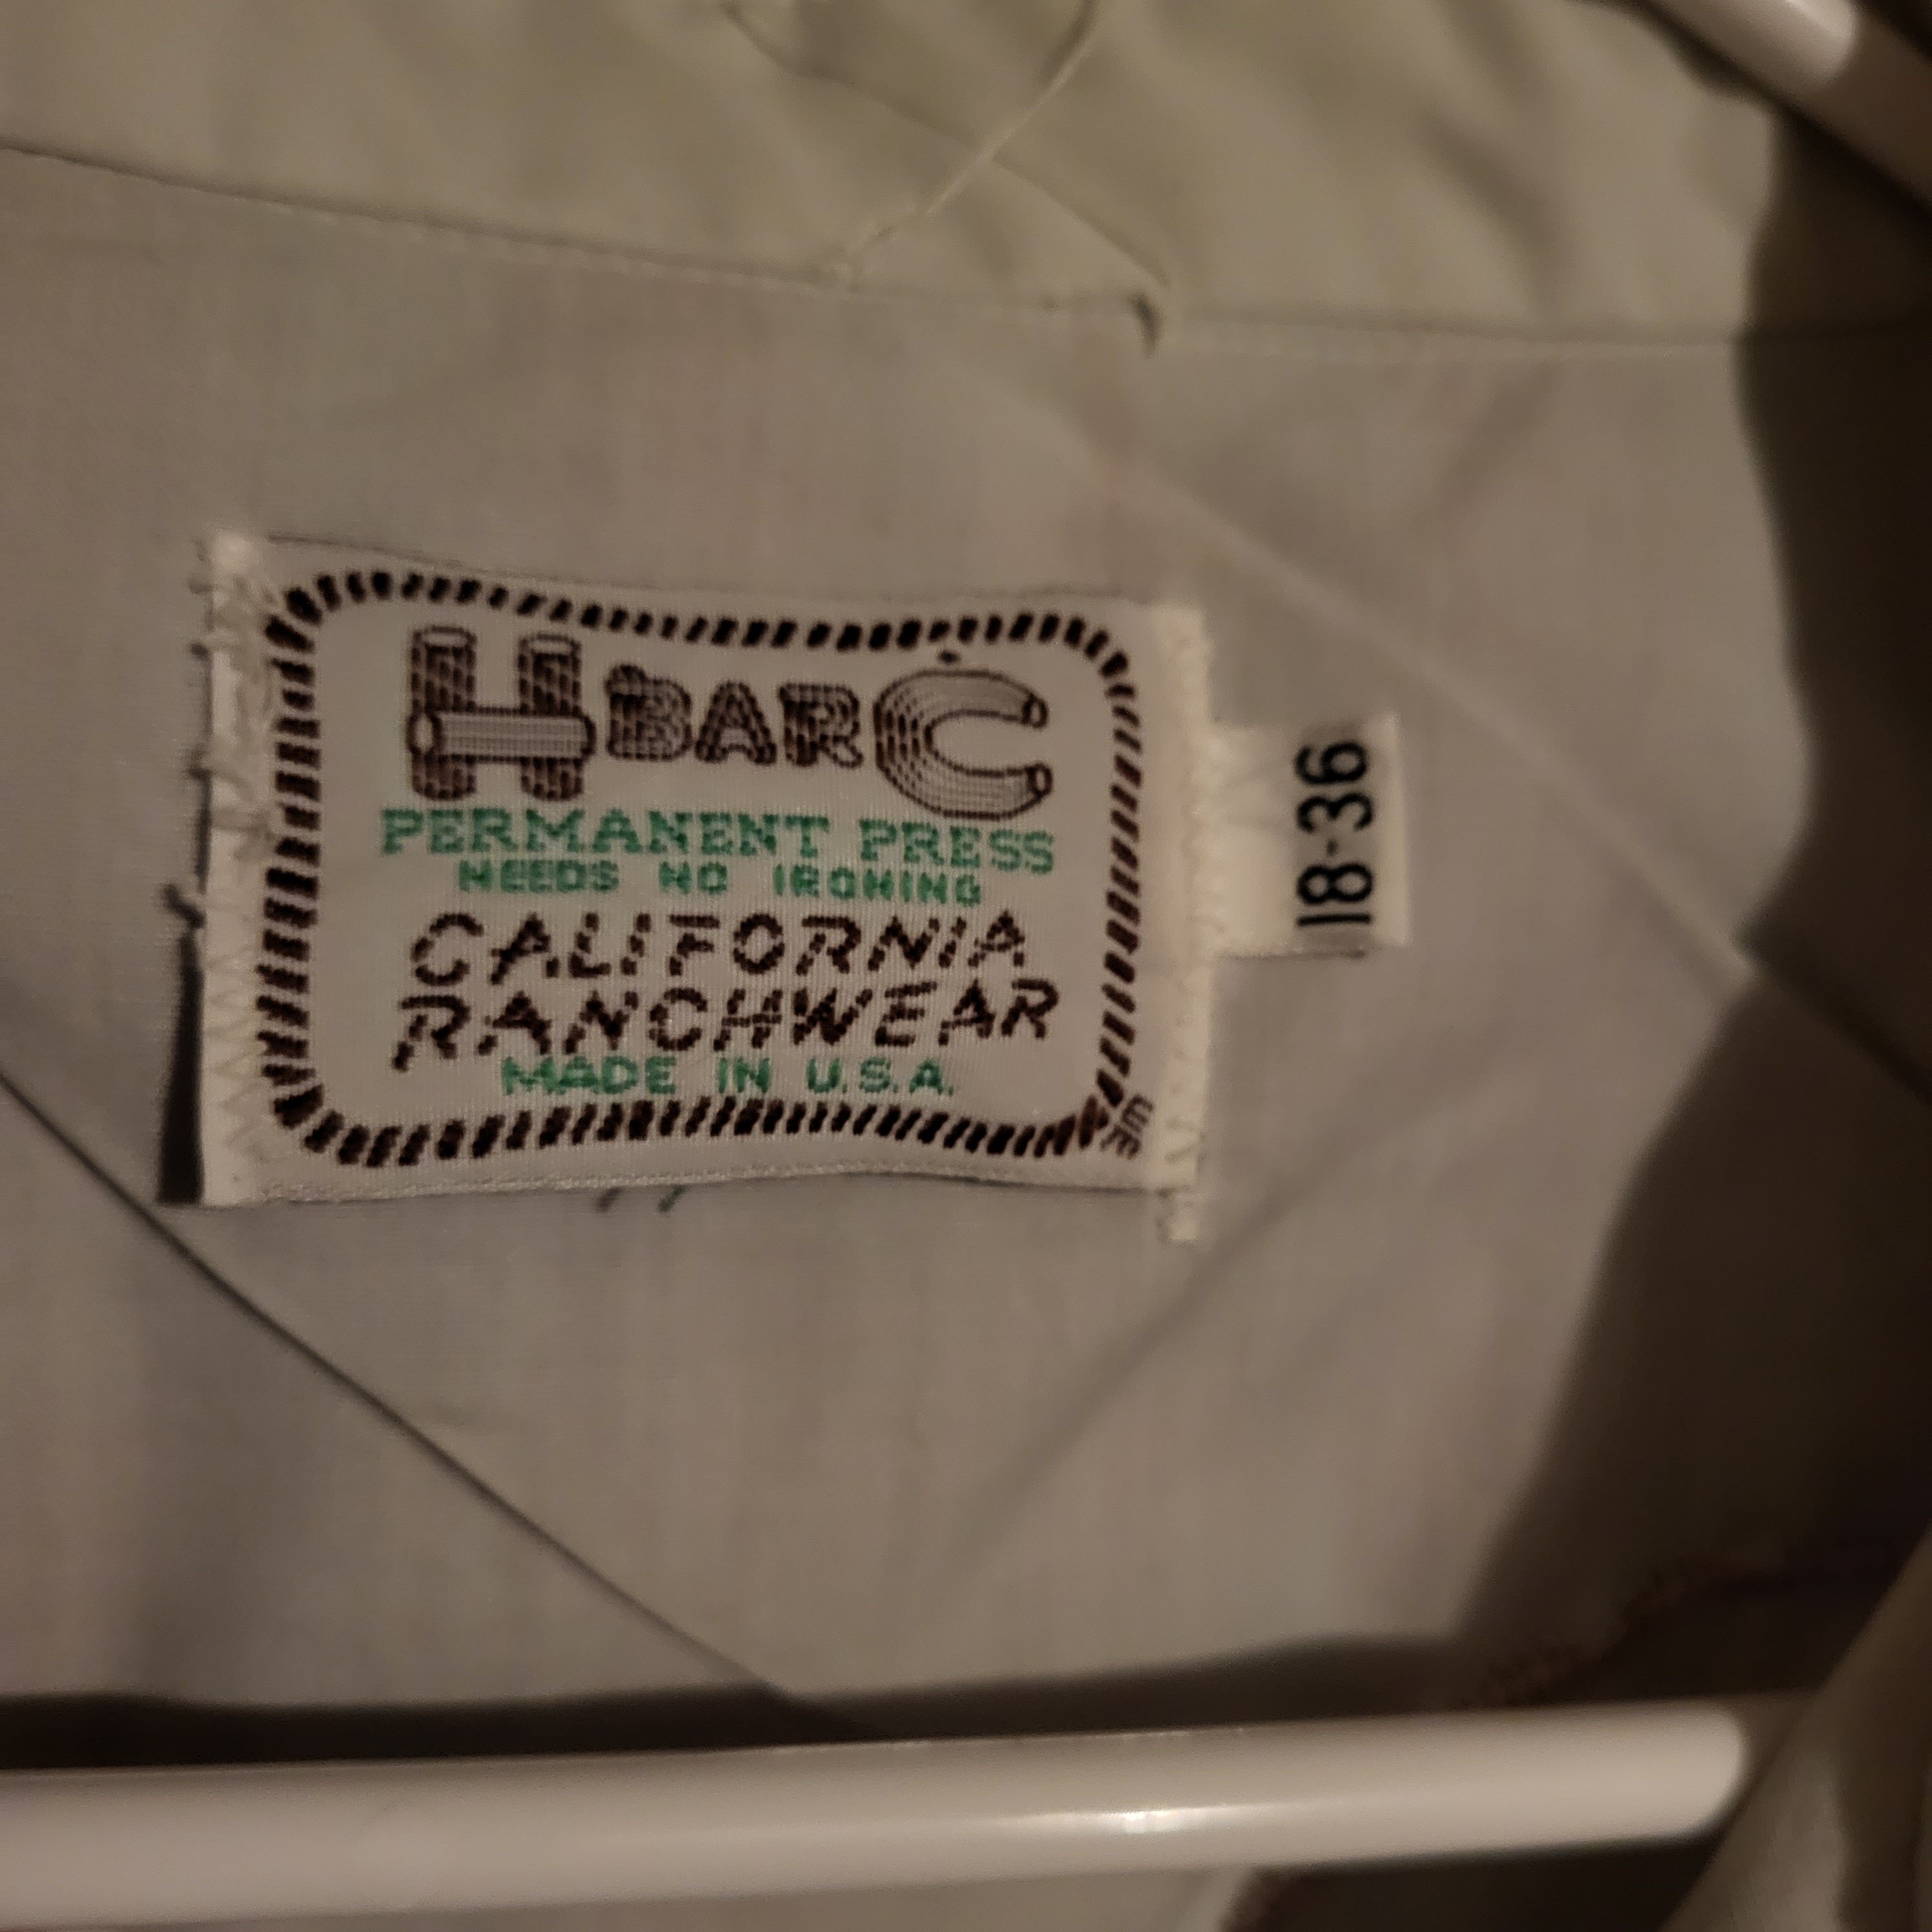 H BAR C
PERMANENT PRESS
NEEDS NO IRONING
CALIFORNIA
RANCHWEAR
MADE IN U.S.A.
18-36